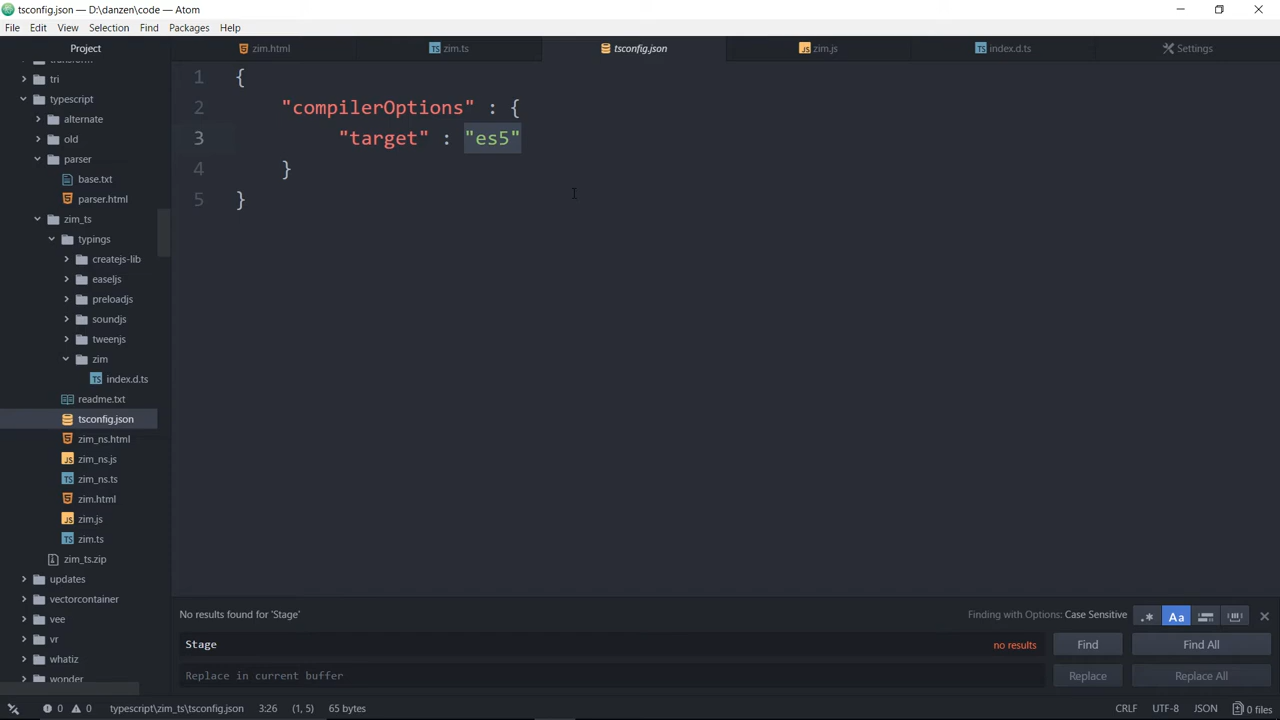 tsconfig.json — D:\danzen\code — Atom
File Edit View Selection Find Packages Help
Project
zim.html
zim.ts
tsconfig.json
zim.js
index.d.ts
Settings
transform
tri
typescript
alternate
old
parser
base.txt
parser.html
zim_ts
typings
createjs-lib
easeljs
preloadjs
soundjs
tweenjs
zim
index.d.ts
readme.txt
tsconfig.json
zim_ns.html
zim_ns.js
zim_ns.ts
zim.html
zim.js
zim.ts
zim_ts.zip
updates
vectorcontainer
vee
vr
whatiz
wonder
1 {
2 "compilerOptions" : {
3 "target" : "es5"
4 }
5 }
No results found for 'Stage'
Finding with Options: Case Sensitive
.* Aa
Stage no results
Find Find All
Replace in current buffer
Replace Replace All
0 0 typescript\zim_ts\tsconfig.json 3:26 (1, 5) 65 bytes CRLF UTF-8 JSON 0 files